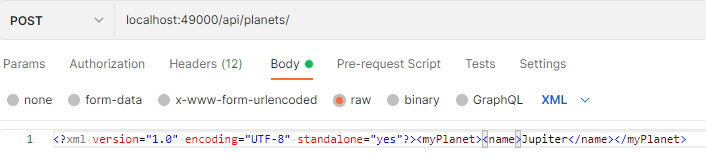 POST localhost:49000/api/planets/
Params Authorization Headers (12) Body Pre-request Script Tests Settings
none form-data x-www-form-urlencoded raw binary GraphQL XML
1 <?xml version="1.0" encoding="UTF-8" standalone="yes"?><myPlanet><name>Jupiter</name></myPlanet>